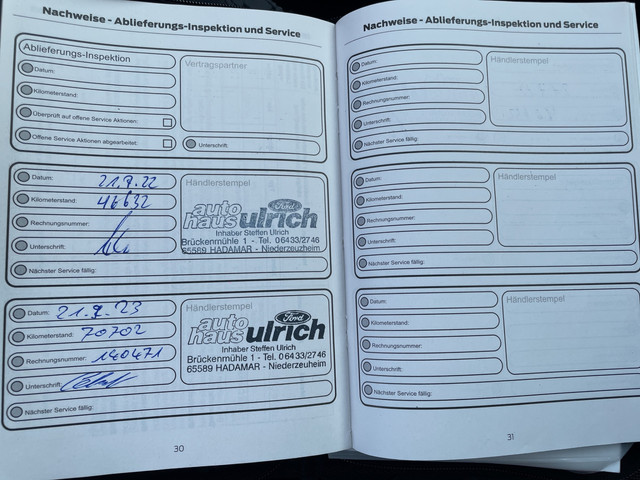 Nachweise - Ablieferungs-Inspektion und Service
Ablieferungs-Inspektion
Datum:
Kilometerstand:
Überprüft auf offene Service Aktionen:
Offene Service Aktionen abgearbeitet:
Vertragspartner
Unterschrift:
Datum: 21.9.22
Kilometerstand: 46632
Rechnungsnummer:
Unterschrift:
Nächster Service fällig:
Händlerstempel
auto haus ulrich
Ford
Inhaber Steffen Ulrich
Brückenmühle 1 - Tel. 06433/2746
65589 HADAMAR - Niederzeuzheim
Datum: 21.9.23
Kilometerstand: 70702
Rechnungsnummer: 140471
Unterschrift:
Nächster Service fällig:
Händlerstempel
auto haus ulrich
Ford
Inhaber Steffen Ulrich
Brückenmühle 1 - Tel. 06433/2746
65589 HADAMAR - Niederzeuzheim
30
Nachweise - Ablieferungs-Inspektion und Service
Datum:
Kilometerstand:
Rechnungsnummer:
Unterschrift:
Nächster Service fällig:
Händlerstempel
Datum:
Kilometerstand:
Rechnungsnummer:
Unterschrift:
Nächster Service fällig:
Händlerstempel
Datum:
Kilometerstand:
Rechnungsnummer:
Unterschrift:
Nächster Service fällig:
Händlerstempel
31